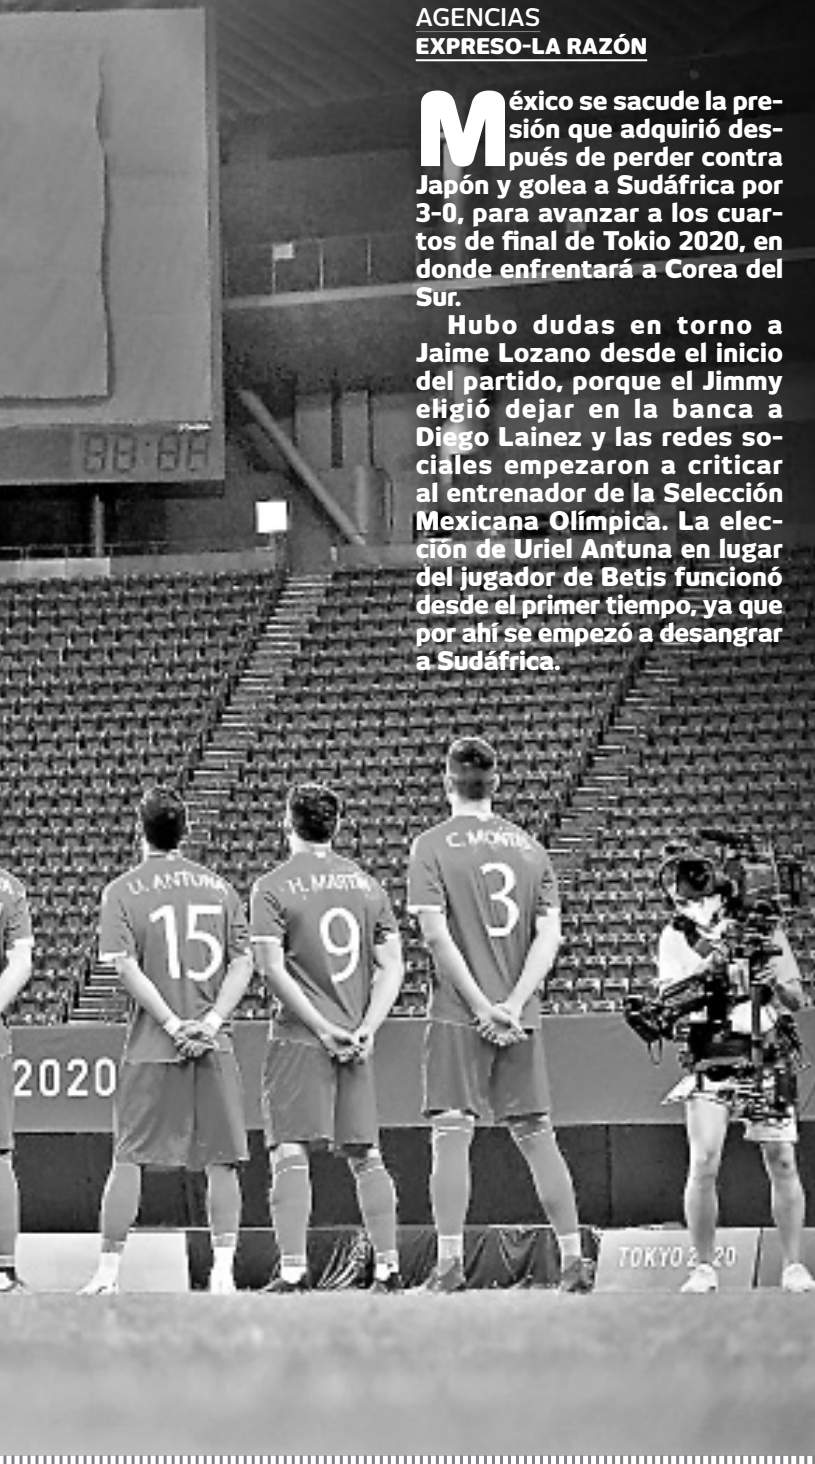 AGENCIAS
EXPRESO-LA RAZÓN
México se sacude la pre-
sión que adquirió des-
pués de perder contra
Japón y golea a Sudáfrica por
3-0, para avanzar a los cuar-
tos de final de Tokio 2020, en
donde enfrentará a Corea del
Sur.
Hubo dudas en torno a
Jaime Lozano desde el inicio
del partido, porque el Jimmy
eligió dejar en la banca a
Diego Lainez y las redes so-
ciales empezaron a criticar
al entrenador de la Selección
Mexicana Olímpica. La elec-
ción de Uriel Antuna en lugar
del jugador de Betis funcionó
desde el primer tiempo, ya que
por ahí se empezó a desangrar
a Sudáfrica.
U. ANTUNA
15
H. MARTÍN
9
C. MONTES
3
2020
TOKYO 2020